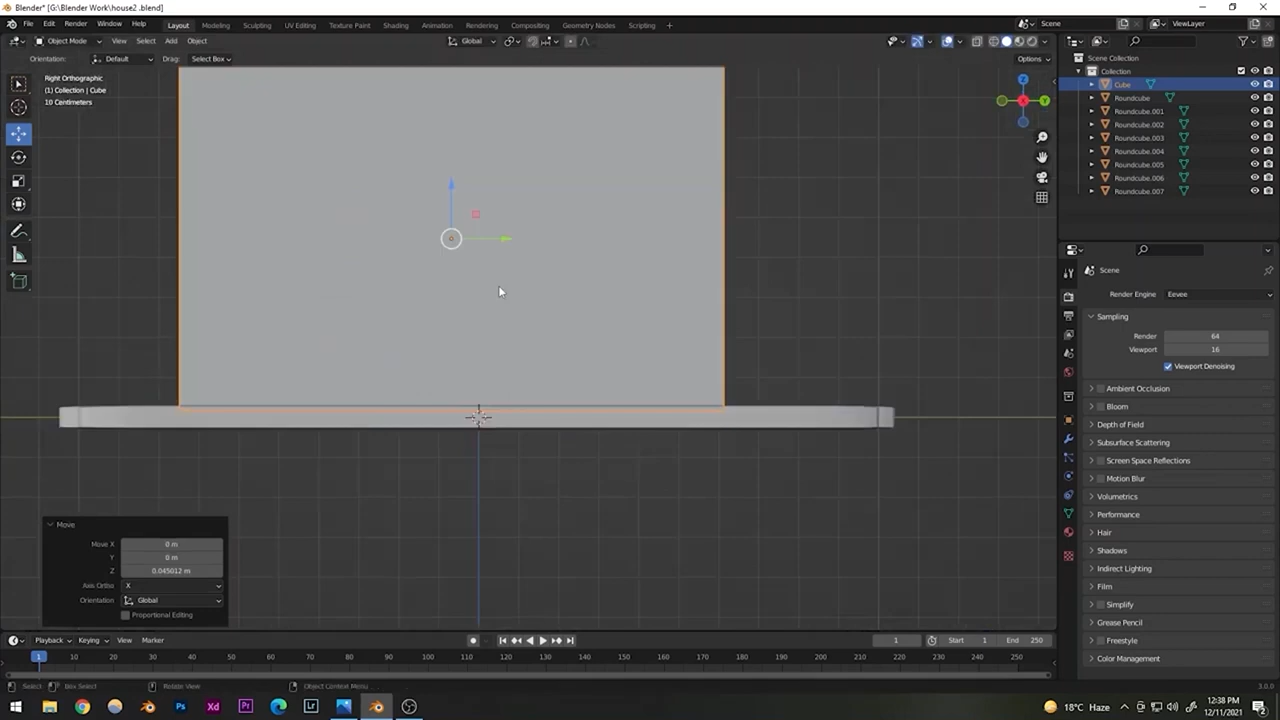 Blender* [G:\Blender Work\house2 .blend]
File Edit Render Window Help Layout Modeling Sculpting UV Editing Texture Paint Shading Animation Rendering Compositing Geometry Nodes Scripting + Scene ViewLayer
Object Mode View Select Add Object Global
Orientation: Default Drag: Select Box Options
Right Orthographic
(1) Collection | Cube
10 Centimeters
Z
X
Y
Scene Collection
Collection
Cube
Roundcube
Roundcube.001
Roundcube.002
Roundcube.003
Roundcube.004
Roundcube.005
Roundcube.006
Roundcube.007
Scene
Render Engine Eevee
Sampling
Render 64
Viewport 16
Viewport Denoising
Ambient Occlusion
Bloom
Depth of Field
Subsurface Scattering
Screen Space Reflections
Motion Blur
Volumetrics
Performance
Hair
Shadows
Indirect Lighting
Film
Simplify
Grease Pencil
Freestyle
Color Management
Move
Move X 0 m
Y 0 m
Z 0.045012 m
Axis Ortho X
Orientation Global
Proportional Editing
Playback Keying View Marker 1 Start 1 End 250
1 10 20 30 40 50 60 70 80 90 100 110 120 130 140 150 160 170 180 190 200 210 220 230 240 250
Select Box Select Rotate View Object Context Menu 3.0.0
Ps Xd Pr Lr 18°C Haze 12:38 PM
12/11/2021 2